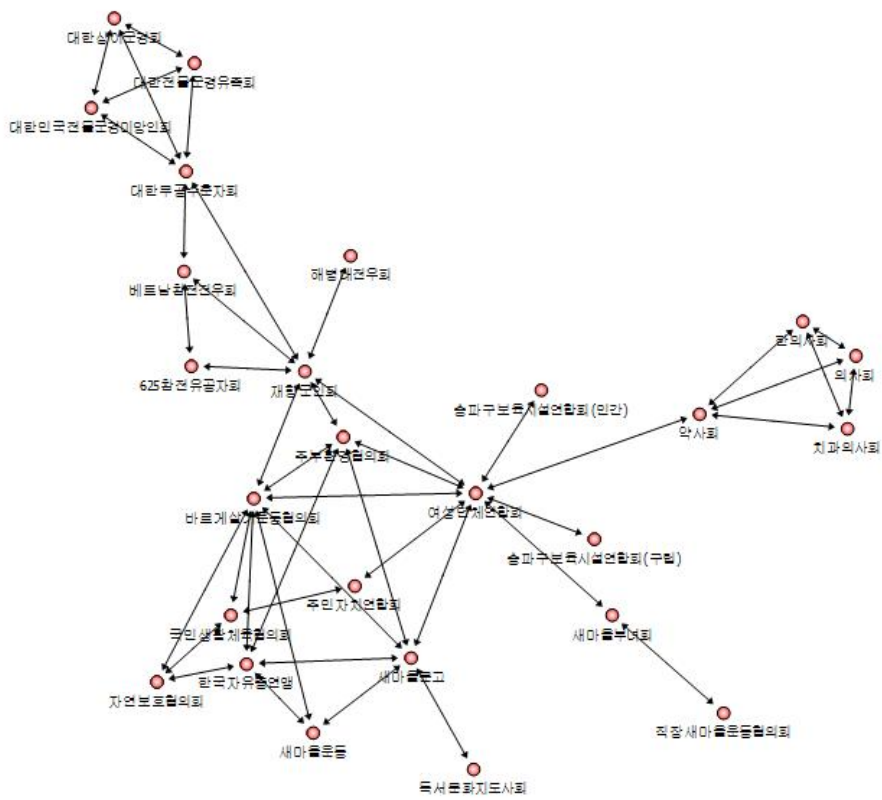 대한상이군경회
대한전몰군경유족회
대한민국전몰군경미망인회
대한무공수훈자회
베트남참전전우회
해병대전우회
한의사회
의사회
625참전유공자회
재향군인회
송파구보육시설연합회(민간)
약사회
치과의사회
주부환경협의회
바르게살기운동협의회
여성단체연합회
송파구보육시설연합회(구립)
주민자치연합회
국민생활체육협의회
새마을부녀회
자연보호협의회
한국자유총연맹
새마을문고
새마을운동
직장새마을운동협의회
독서문화지도사회